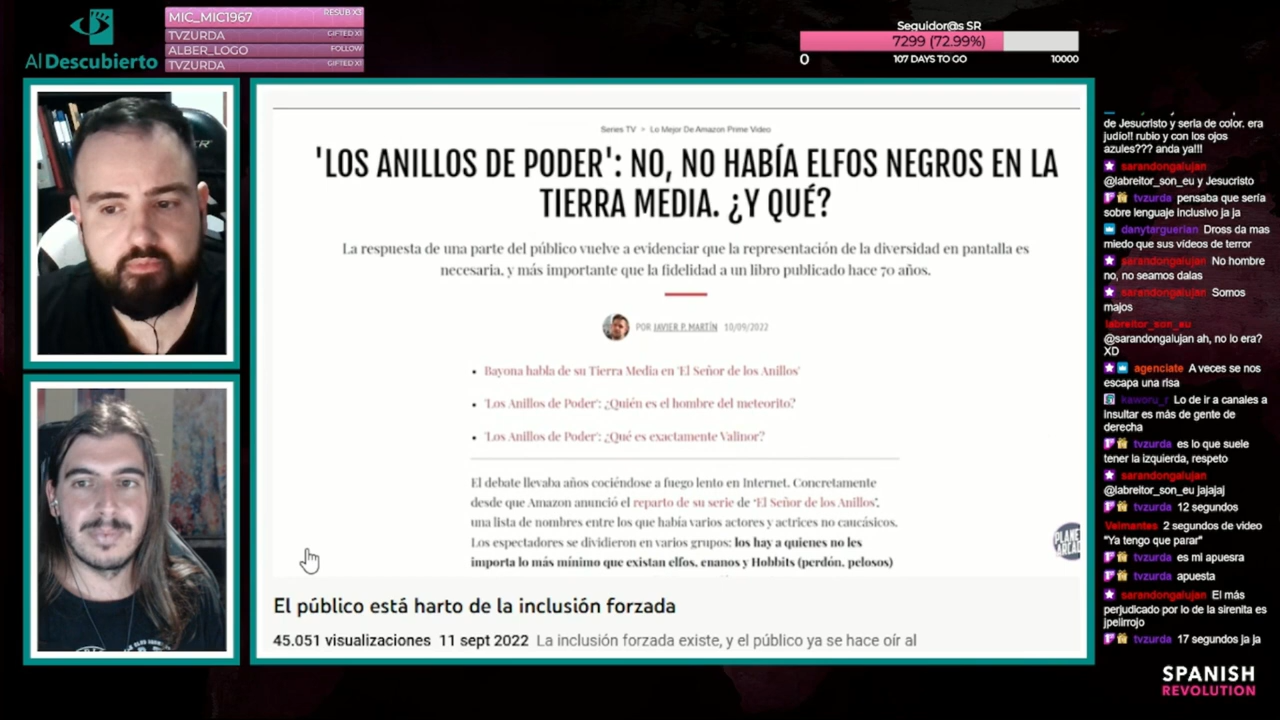 Al Descubierto
MIC_MIC1967 RESUB X3
TVZURDA GIFTED X1
ALBER_LOGO FOLLOW
TVZURDA GIFTED X1
Seguidor@s SR
7299 (72.99%)
0 107 DAYS TO GO 10000
Series TV > Lo Mejor De Amazon Prime Video
'LOS ANILLOS DE PODER': NO, NO HABÍA ELFOS NEGROS EN LA
TIERRA MEDIA. ¿Y QUÉ?
La respuesta de una parte del público vuelve a evidenciar que la representación de la diversidad en pantalla es
necesaria, y más importante que la fidelidad a un libro publicado hace 70 años.
POR JAVIER P. MARTÍN 10/09/2022
• Bayona habla de su Tierra Media en 'El Señor de los Anillos'
• 'Los Anillos de Poder': ¿Quién es el hombre del meteorito?
• 'Los Anillos de Poder': ¿Qué es exactamente Valinor?
El debate llevaba años cociéndose a fuego lento en Internet. Concretamente
desde que Amazon anunció el reparto de su serie de 'El Señor de los Anillos',
una lista de nombres entre los que había varios actores y actrices no caucásicos.
Los espectadores se dividieron en varios grupos: los hay a quienes no les
importa lo más mínimo que existan elfos, enanos y Hobbits (perdón, pelosos)
El público está harto de la inclusión forzada
45.051 visualizaciones 11 sept 2022 La inclusión forzada existe, y el público ya se hace oír al
de Jesucristo y seria de color. era
judio!! rubio y con los ojos
azules??? anda ya!!!
sarandongalujan
@labreitor_son_eu y Jesucristo
tvzurda pensaba que sería
sobre lenguaje inclusivo ja ja
danytarguerian Dross da mas
miedo que sus vídeos de terror
sarandongalujan No hombre
no, no seamos dalas
sarandongalujan Somos
majos
labreitor_son_eu
@sarandongalujan ah, no lo era?
XD
agenciate A veces se nos
escapa una risa
kaworu_r Lo de ir a canales a
insultar es más de gente de
derecha
tvzurda es lo que suele
tener la izquierda, respeto
sarandongalujan
@labreitor_son_eu jajajaj
tvzurda 12 segundos
Velmantes 2 segundos de video
"Ya tengo que parar"
tvzurda es mi apuesra
tvzurda apuesta
sarandongalujan El más
perjudicado por lo de la sirenita es
jpelirrojo
tvzurda 17 segundos ja ja
SPANISH
REVOLUTION